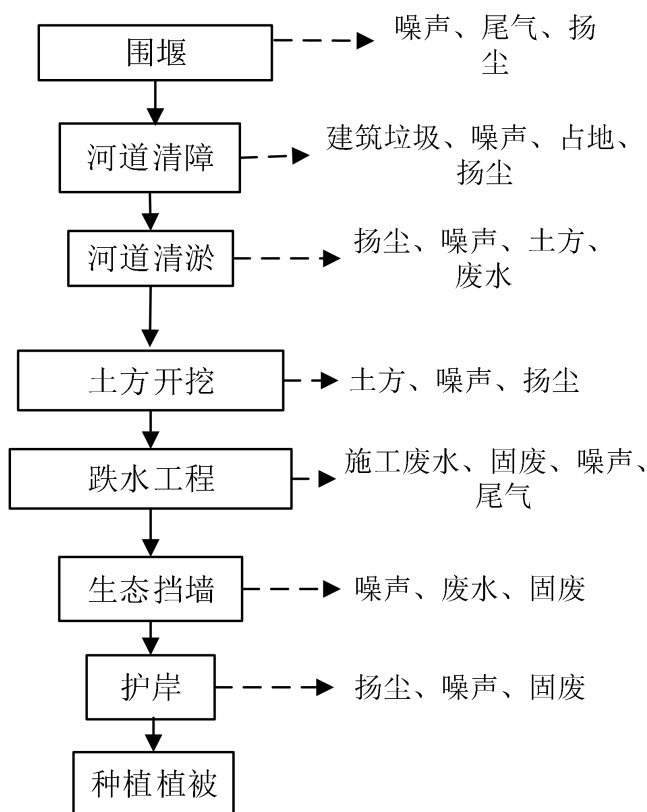 围堰
噪声、尾气、扬
尘
河道清障
建筑垃圾、噪声、占地、
扬尘
河道清淤
扬尘、噪声、土方、
废水
土方开挖
土方、噪声、扬尘
跌水工程
施工废水、固废、噪声、
尾气
生态挡墙
噪声、废水、固废
护岸
扬尘、噪声、固废
种植植被